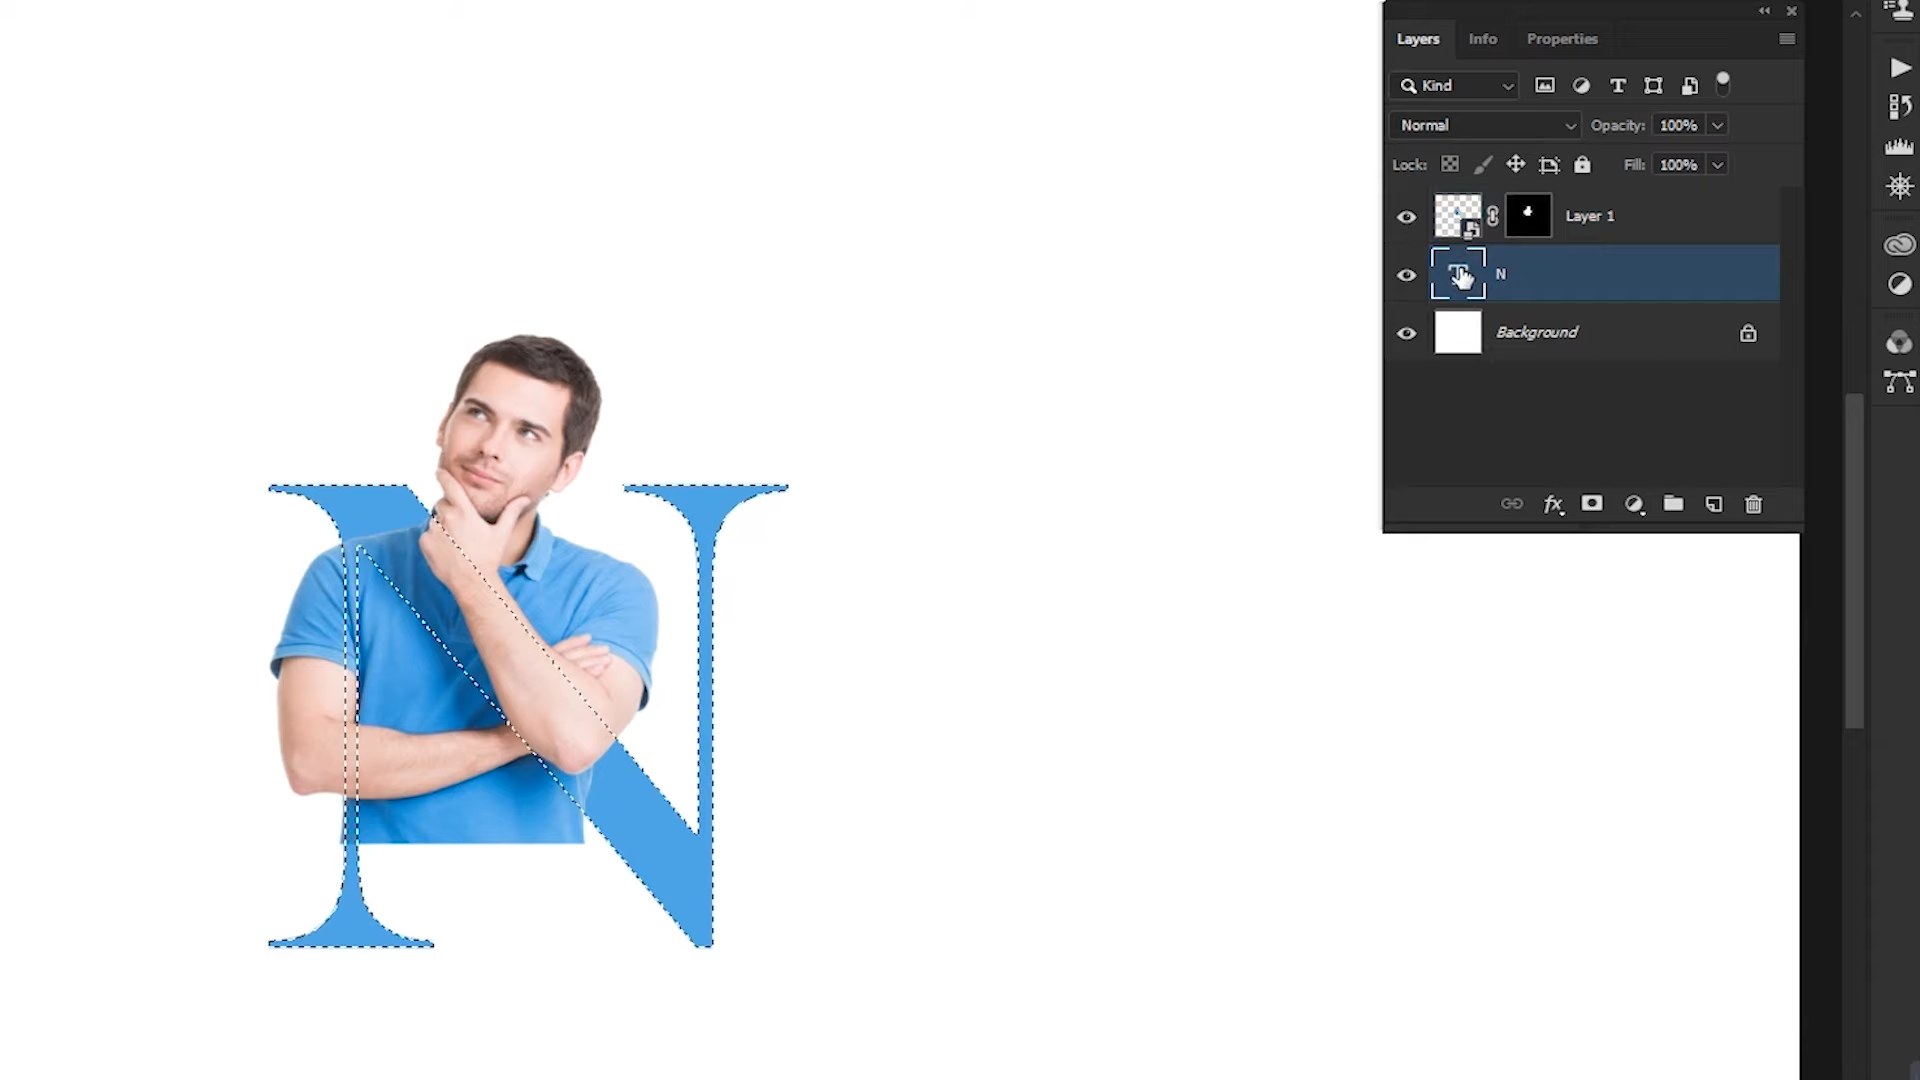 Layers Info Properties
Kind
Normal Opacity: 100%
Lock: Fill: 100%
Layer 1
N
Background
fx
N